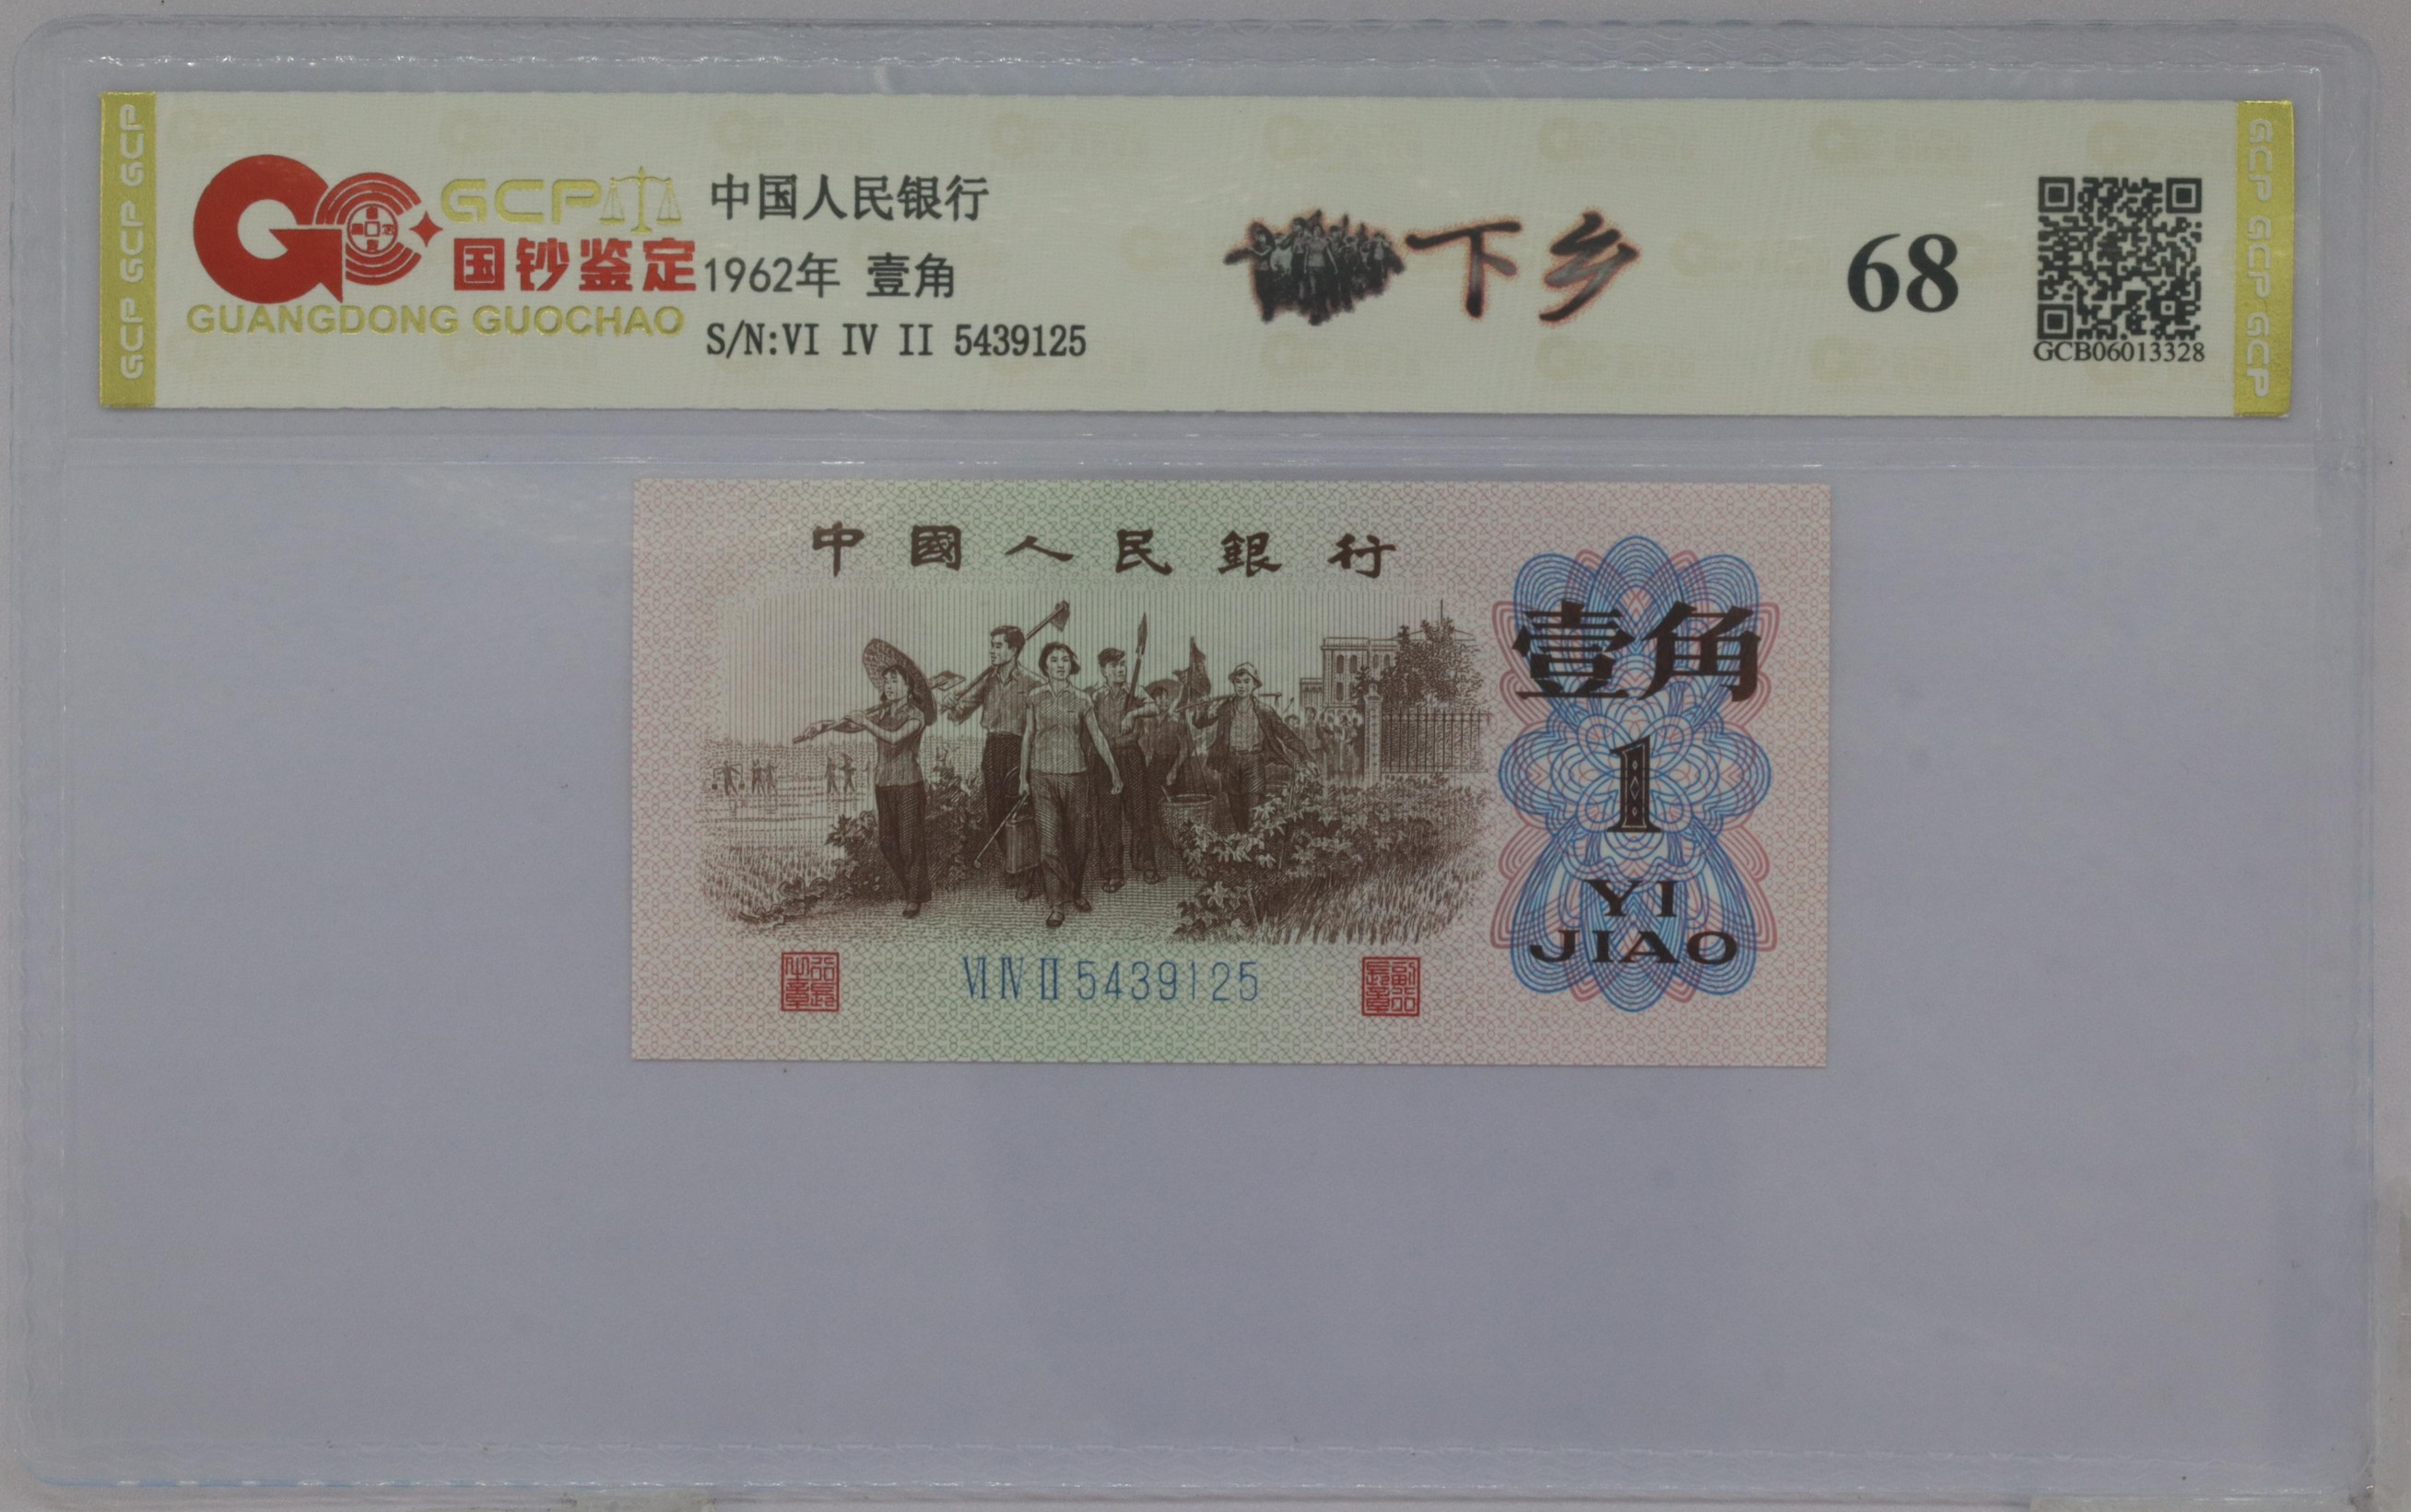 GCP GCP GCP
GCP
国钞鉴定
GUANGDONG GUOCHAO
中国人民银行
1962年 壹角
S/N:VI IV II 5439125
下乡
68
GCB06013328
GCP GCP GCP
中國人民銀行
壹角
1
YI
JIAO
VI IV II 5439125